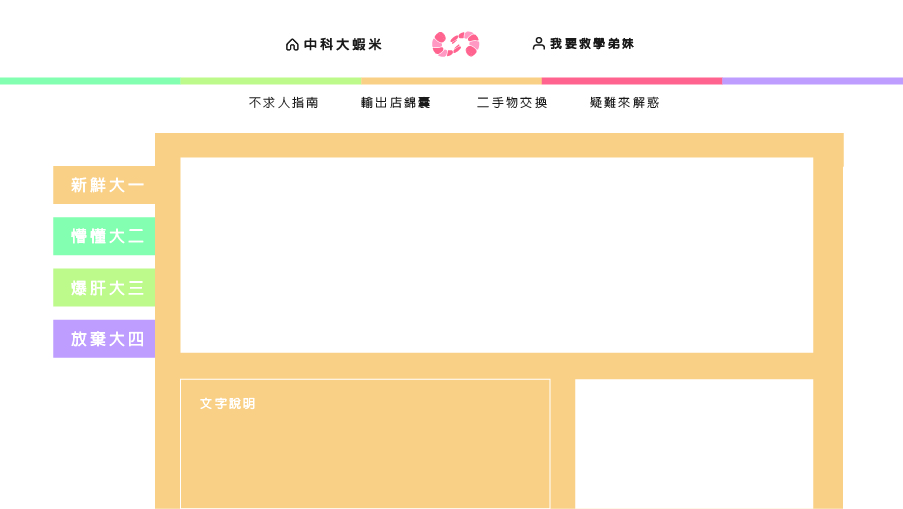 中科大蝦米
我要救學弟妹
不求人指南
輸出店錦囊
二手物交換
疑難來解惑
新鮮大一
懵懂大二
爆肝大三
放棄大四
文字說明